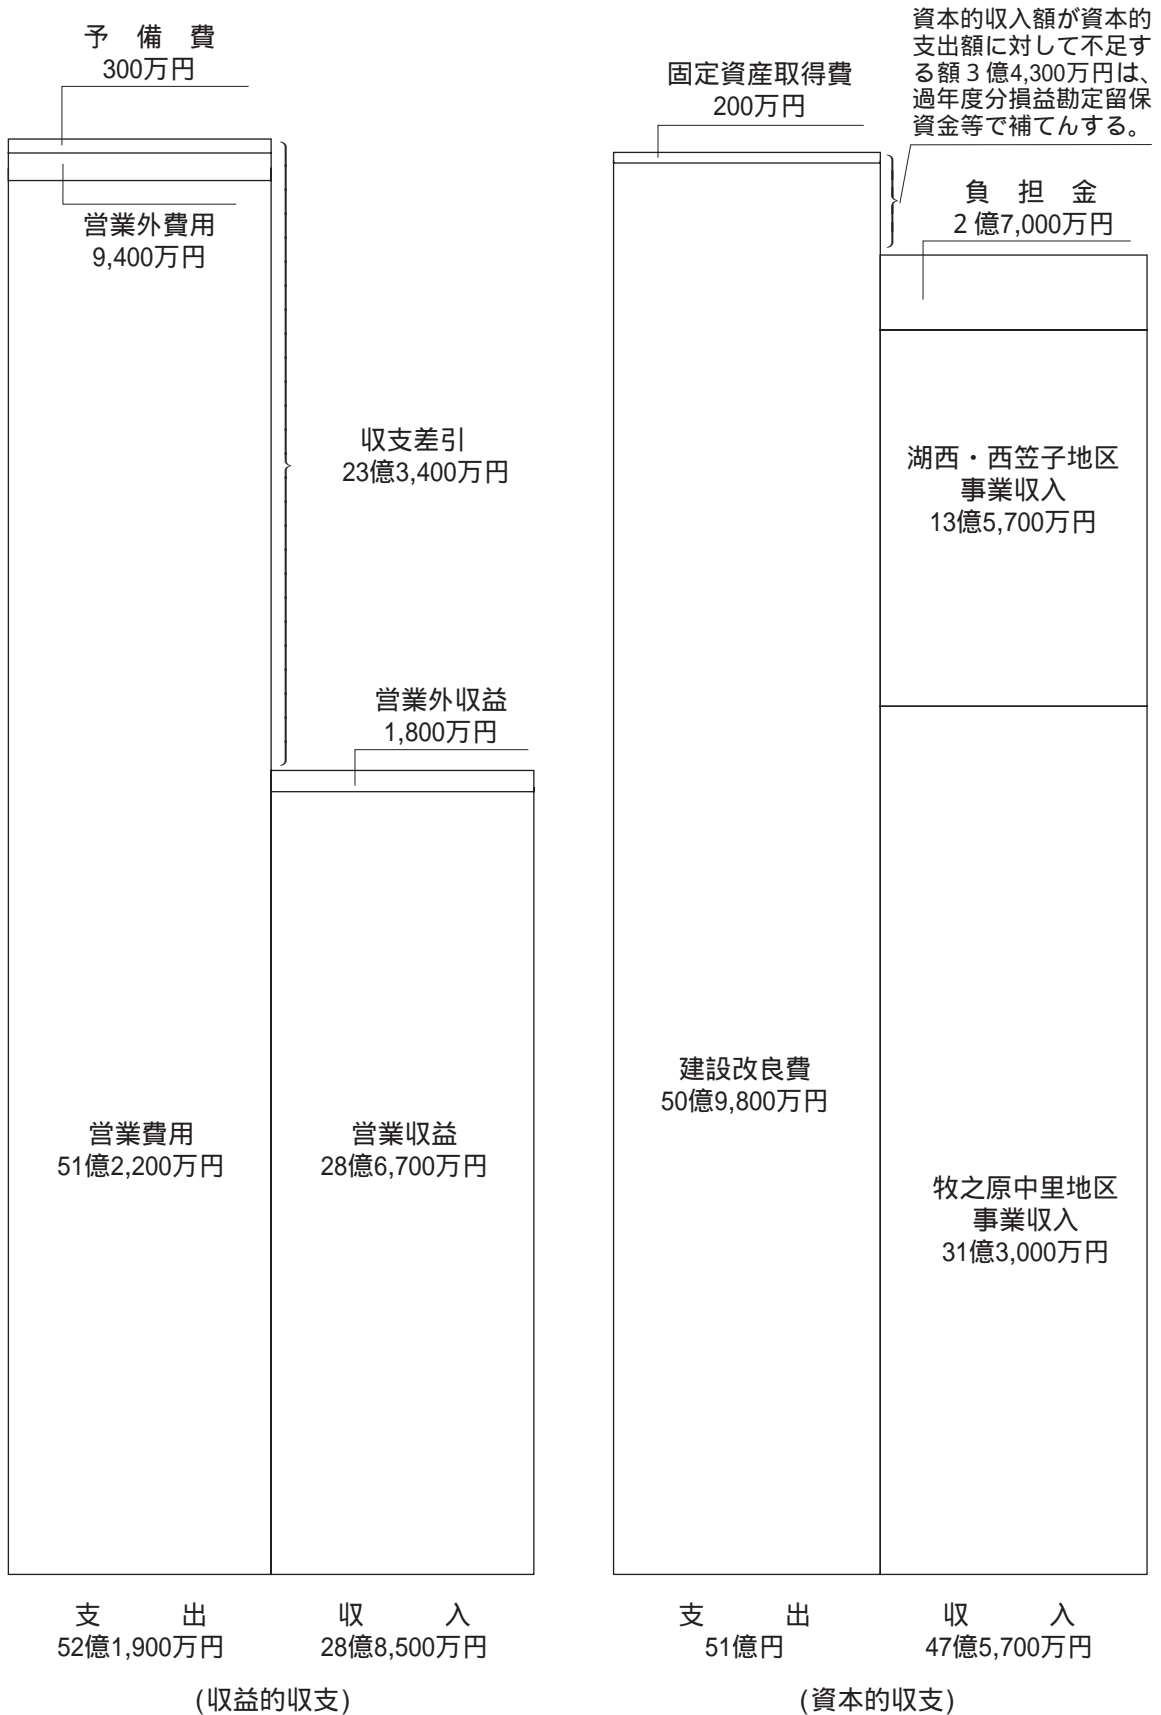 予　備　費
300万円
営業外費用
9,400万円
収支差引
23億3,400万円
営業外収益
1,800万円
営業費用
51億2,200万円
営業収益
28億6,700万円
支　　出
52億1,900万円
収　　入
28億8,500万円
(収益的収支)
固定資産取得費
200万円
資本的収入額が資本的
支出額に対して不足す
る額３億4,300万円は、
過年度分損益勘定留保
資金等で補てんする。
負　担　金
２億7,000万円
湖西・西笠子地区
事業収入
13億5,700万円
建設改良費
50億9,800万円
牧之原中里地区
事業収入
31億3,000万円
支　　出
51億円
収　　入
47億5,700万円
(資本的収支)